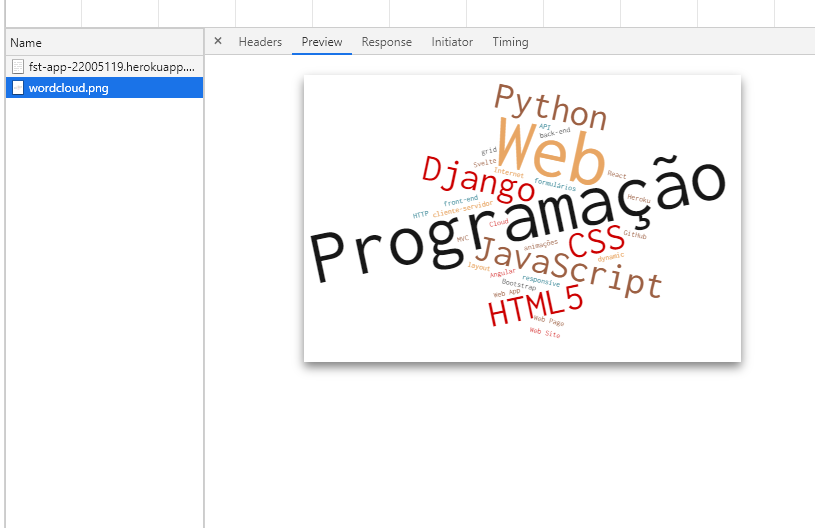 Name
× Headers Preview Response Initiator Timing
fst-app-22005119.herokuapp....
wordcloud.png
Python
API
back-end
Web
grid
Svelte
Internet
React
Django
formulários
Heroku
front-end
HTTP
cliente-servidor
Programação
Cloud
MVC
animações
CSS
GitHub
JavaScript
dynamic
layout
Angular
responsive
Bootstrap
Web App
HTML5
Web Page
Web Site